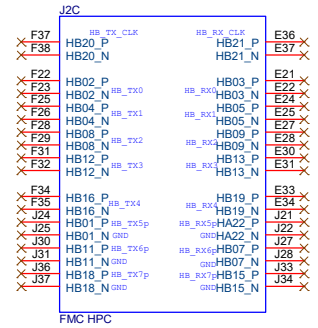 J2C
HB_TX_CLK HB_RX_CLK
F37 HB20_P HB21_P E36
F38 HB20_N HB21_N E37
F22 HB02_P HB03_P E21
F23 HB02_N HB_TX0 HB_RX0 HB03_N E22
F25 HB04_P HB05_P E24
F26 HB04_N HB_TX1 HB_RX1 HB05_N E25
F28 HB08_P HB09_P E27
F29 HB08_N HB_TX2 HB_RX2 HB09_N E28
F31 HB12_P HB13_P E30
F32 HB12_N HB_TX3 HB_RX3 HB13_N E31
F34 HB16_P HB19_P E33
F35 HB16_N HB_TX4 HB_RX4 HB19_N E34
J24 HB01_P HB_TX5p HB_RX5p HA22_P J21
J25 HB01_N GND GND HA22_N J22
J30 HB11_P HB_TX6p HB_RX6p HB07_P J27
J31 HB11_N GND GND HB07_N J28
J36 HB18_P HB_TX7p HB_RX7p HB15_P J33
J37 HB18_N GND GND HB15_N J34
FMC HPC